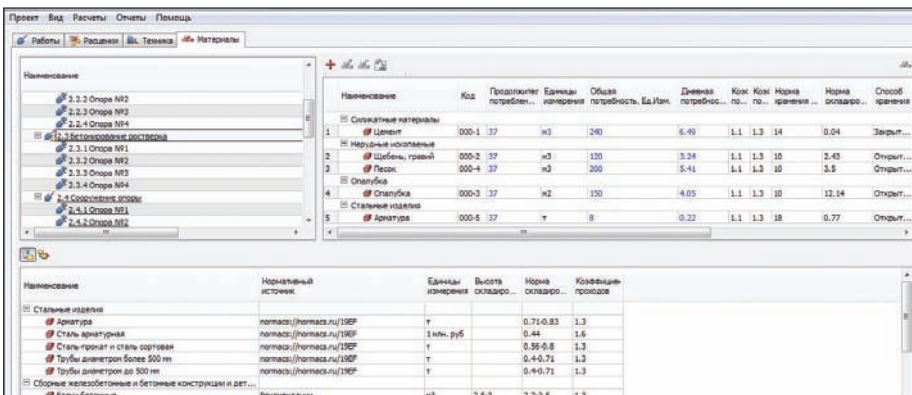 Проект Вид Расчеты Отчеты Помощь
Работы Расценки Техника Материалы
Наименование
2.2.2 Опора №2
2.2.3 Опора №3
2.2.4 Опора №4
2.3 Бетонирование ростверка
2.3.1 Опора №1
2.3.2 Опора №2
2.3.3 Опора №3
2.3.4 Опора №4
2.4 Сооружение опоры
2.4.1 Опора №1
2.4.2 Опора №2
Наименование Код Продолжител потреблен... Единицы измерения Общая потребность, Ед.Изм. Дневная потребнос... Коэс по... Коэс по... Норма хранения ... Норма складиро... Способ хранения
Силикатные материалы
1 Цемент 000-1 37 м3 240 6.49 1.1 1.3 14 0.04 Закрыт...
Нерудные ископаемые
2 Щебень, гравий 000-2 37 м3 120 3.24 1.1 1.3 10 2.43 Открыт...
3 Песок 000-4 37 м3 200 5.41 1.1 1.3 10 3.5 Открыт...
Опалубка
4 Опалубка 000-3 37 м2 150 4.05 1.1 1.3 10 12.14 Открыт...
Стальные изделия
5 Арматура 000-5 37 т 8 0.22 1.1 1.3 18 0.77 Открыт...
Наименование Нормативный источник Единицы измерения Высота складиро... Норма складиро... Коэффициен проходов
Стальные изделия
Арматура normacs://normacs.ru/19EF т 0.71-0.83 1.3
Сталь арматурная normacs://normacs.ru/19EF 1 млн. руб 0.44 1.6
Сталь-прокат и сталь сортовая normacs://normacs.ru/19EF т 0.56-0.8 1.3
Трубы диаметром более 500 мм normacs://normacs.ru/19EF т 0.4-0.71 1.3
Трубы диаметром до 500 мм normacs://normacs.ru/19EF т 0.4-0.71 1.3
Сборные железобетонные и бетонные конструкции и дет...